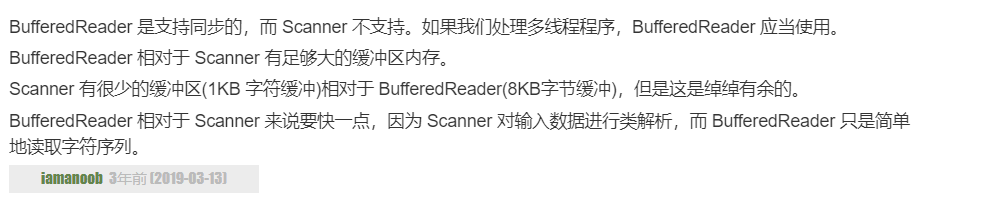 BufferedReader 是支持同步的，而 Scanner 不支持。如果我们处理多线程程序，BufferedReader 应当使用。
BufferedReader 相对于 Scanner 有足够大的缓冲区内存。
Scanner 有很少的缓冲区(1KB 字符缓冲)相对于 BufferedReader(8KB字节缓冲)，但是这是绰绰有余的。
BufferedReader 相对于 Scanner 来说要快一点，因为 Scanner 对输入数据进行类解析，而 BufferedReader 只是简单
地读取字符序列。
iamanoob 3年前 (2019-03-13)